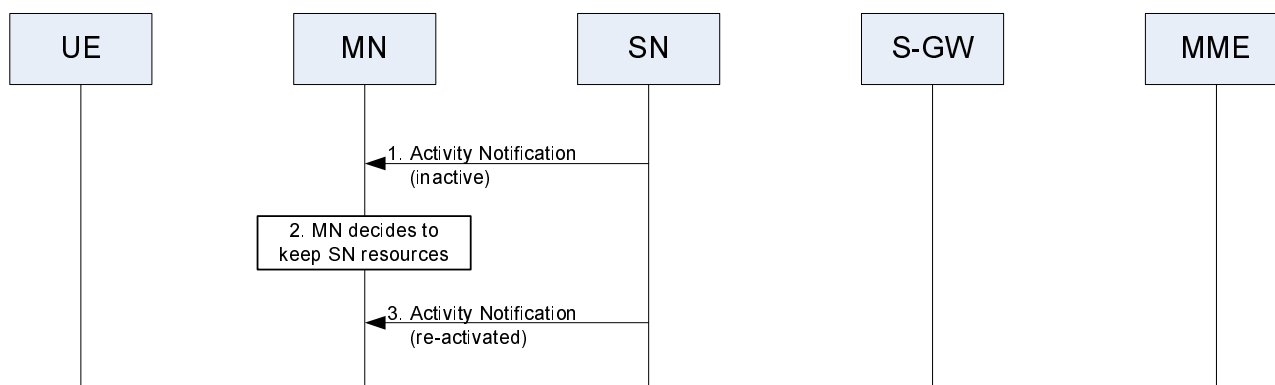 UE
MN
SN
S-GW
MME
1. Activity Notification
(inactive)
2. MN decides to
keep SN resources
3. Activity Notification
(re-activated)